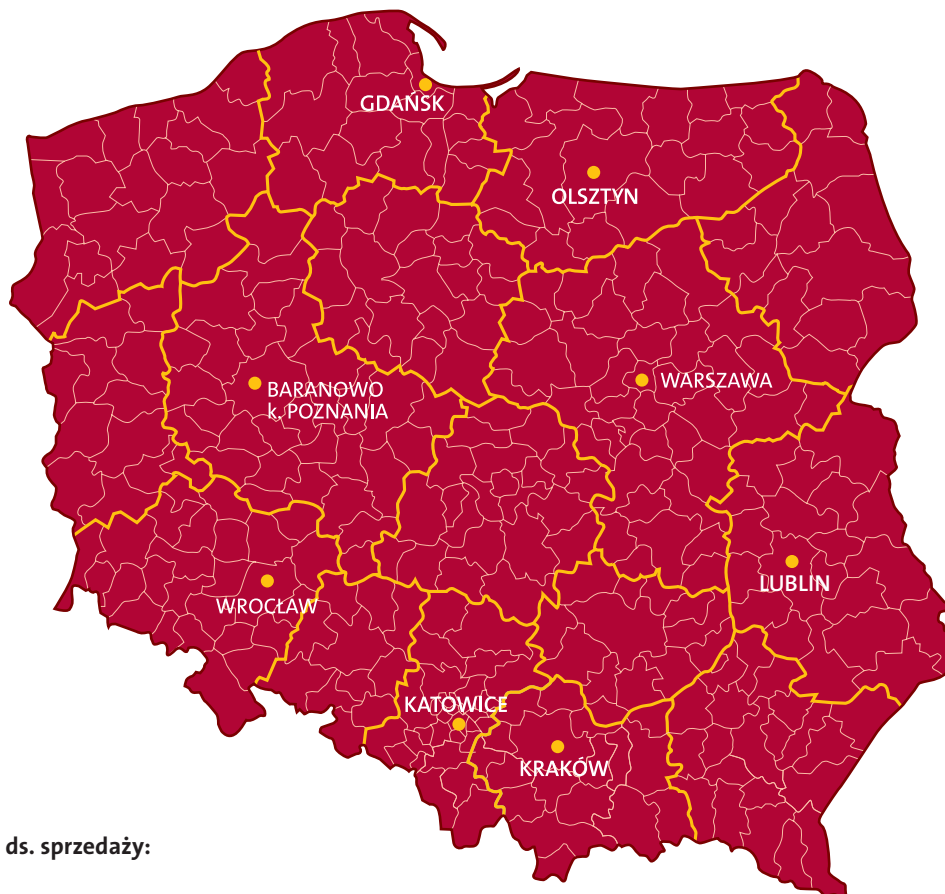 GDAŃSK
OLSZTYN
BARANOWO
k. POZNANIA
WARSZAWA
WROCŁAW
LUBLIN
KATOWICE
KRAKÓW
ds. sprzedaży: